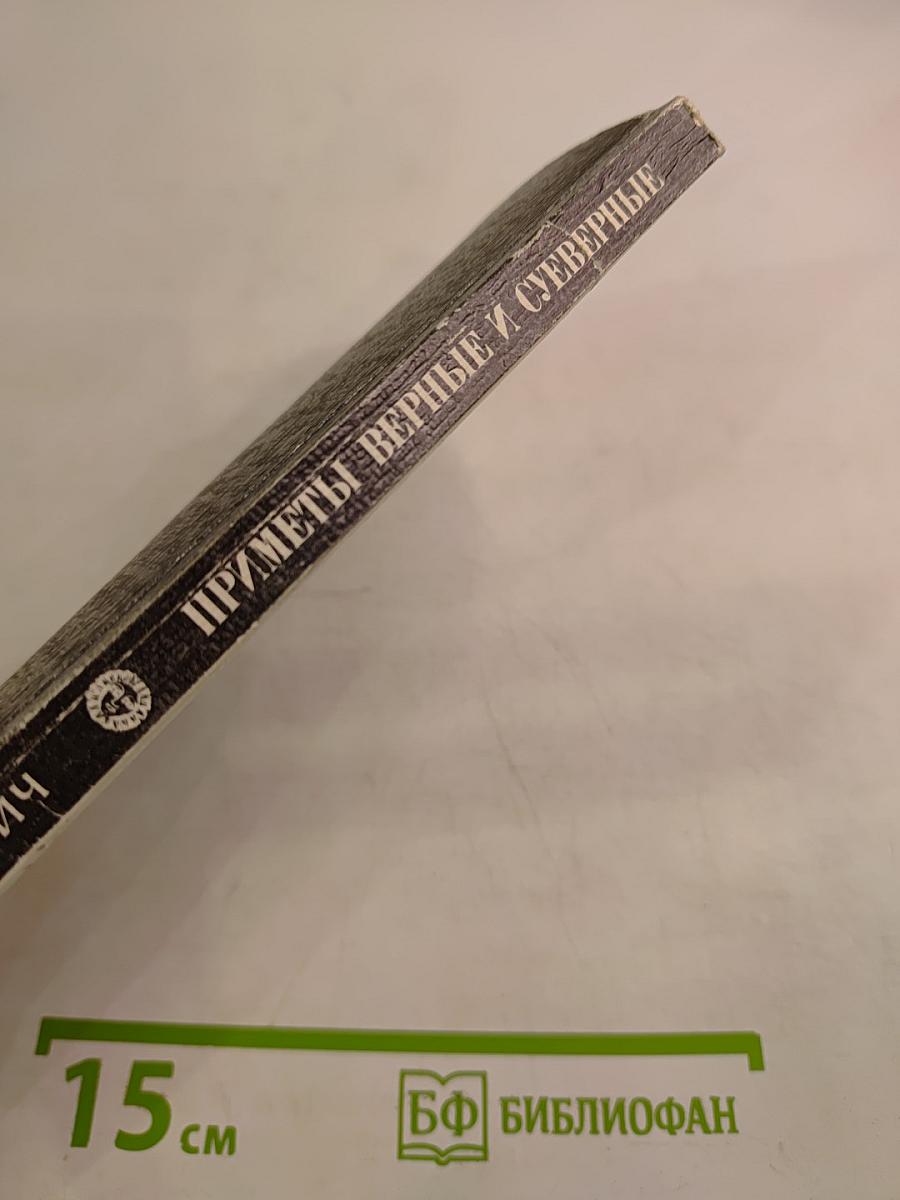 ИЧ ПРИМЕТЫ ВЕРНЫЕ И СУЕВЕРНЫЕ
15 см
БФ БИБЛИОФАН